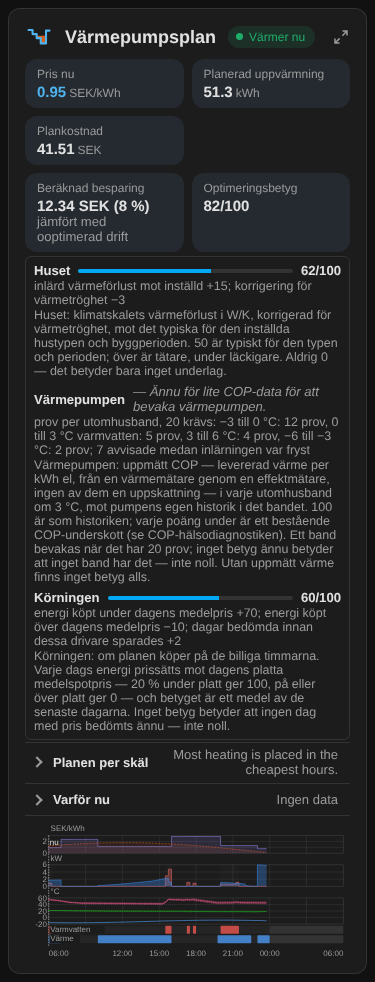 Värmepumpsplan
Värmer nu
Pris nu
0.95 SEK/kWh
Planerad uppvärmning
51.3 kWh
Plankostnad
41.51 SEK
Beräknad besparing
12.34 SEK (8 %)
jämfört med
ooptimerad drift
Optimeringsbetyg
82/100
Huset 62/100
inlärd värmeförlust mot inställd +15; korrigering för
värmetröghet −3
Huset: klimatskalets värmeförlust i W/K, korrigerad för
värmetröghet, mot det typiska för den inställda
hustypen och byggperioden. 50 är typiskt för den typen
och perioden; över är tätare, under läckigare. Aldrig 0
— det betyder bara inget underlag.
Värmepumpen — Ännu för lite COP-data för att
bevaka värmepumpen.
prov per utomhusband, 20 krävs: −3 till 0 °C: 12 prov, 0
till 3 °C varmvatten: 5 prov, 3 till 6 °C: 4 prov, −6 till −3
°C: 2 prov; 7 avvisade medan inlärningen var fryst
Värmepumpen: uppmätt COP — levererad värme per
kWh el, från en värmemätare genom en effektmätare,
ingen av dem en uppskattning — i varje utomhusband
om 3 °C, mot pumpens egen historik i det bandet. 100
är som historiken; varje poäng under är ett bestående
COP-underskott (se COP-hälsodiagnostiken). Ett band
bevakas när det har 20 prov; inget betyg ännu betyder
att inget band har det — inte noll. Utan uppmätt värme
finns inget betyg alls.
Körningen 60/100
energi köpt under dagens medelpris +70; energi köpt
över dagens medelpris −10; dagar bedömda innan
dessa drivare sparades +2
Körningen: om planen köper på de billiga timmarna.
Varje dags energi prissätts mot dagens platta
medelspotpris — 20 % under platt ger 100, på eller
över platt ger 0 — och betyget är ett medel av de
senaste dagarna. Inget betyg betyder att ingen dag
med pris bedömts ännu — inte noll.
Planen per skäl
Most heating is placed in the
cheapest hours.
Varför nu
Ingen data
SEK/kWh
2
nu
0
kW
6
4
2
0
°C
60
40
0
-20
Varmvatten
Värme
06:00 12:00 15:00 18:00 21:00 00:00 06:00